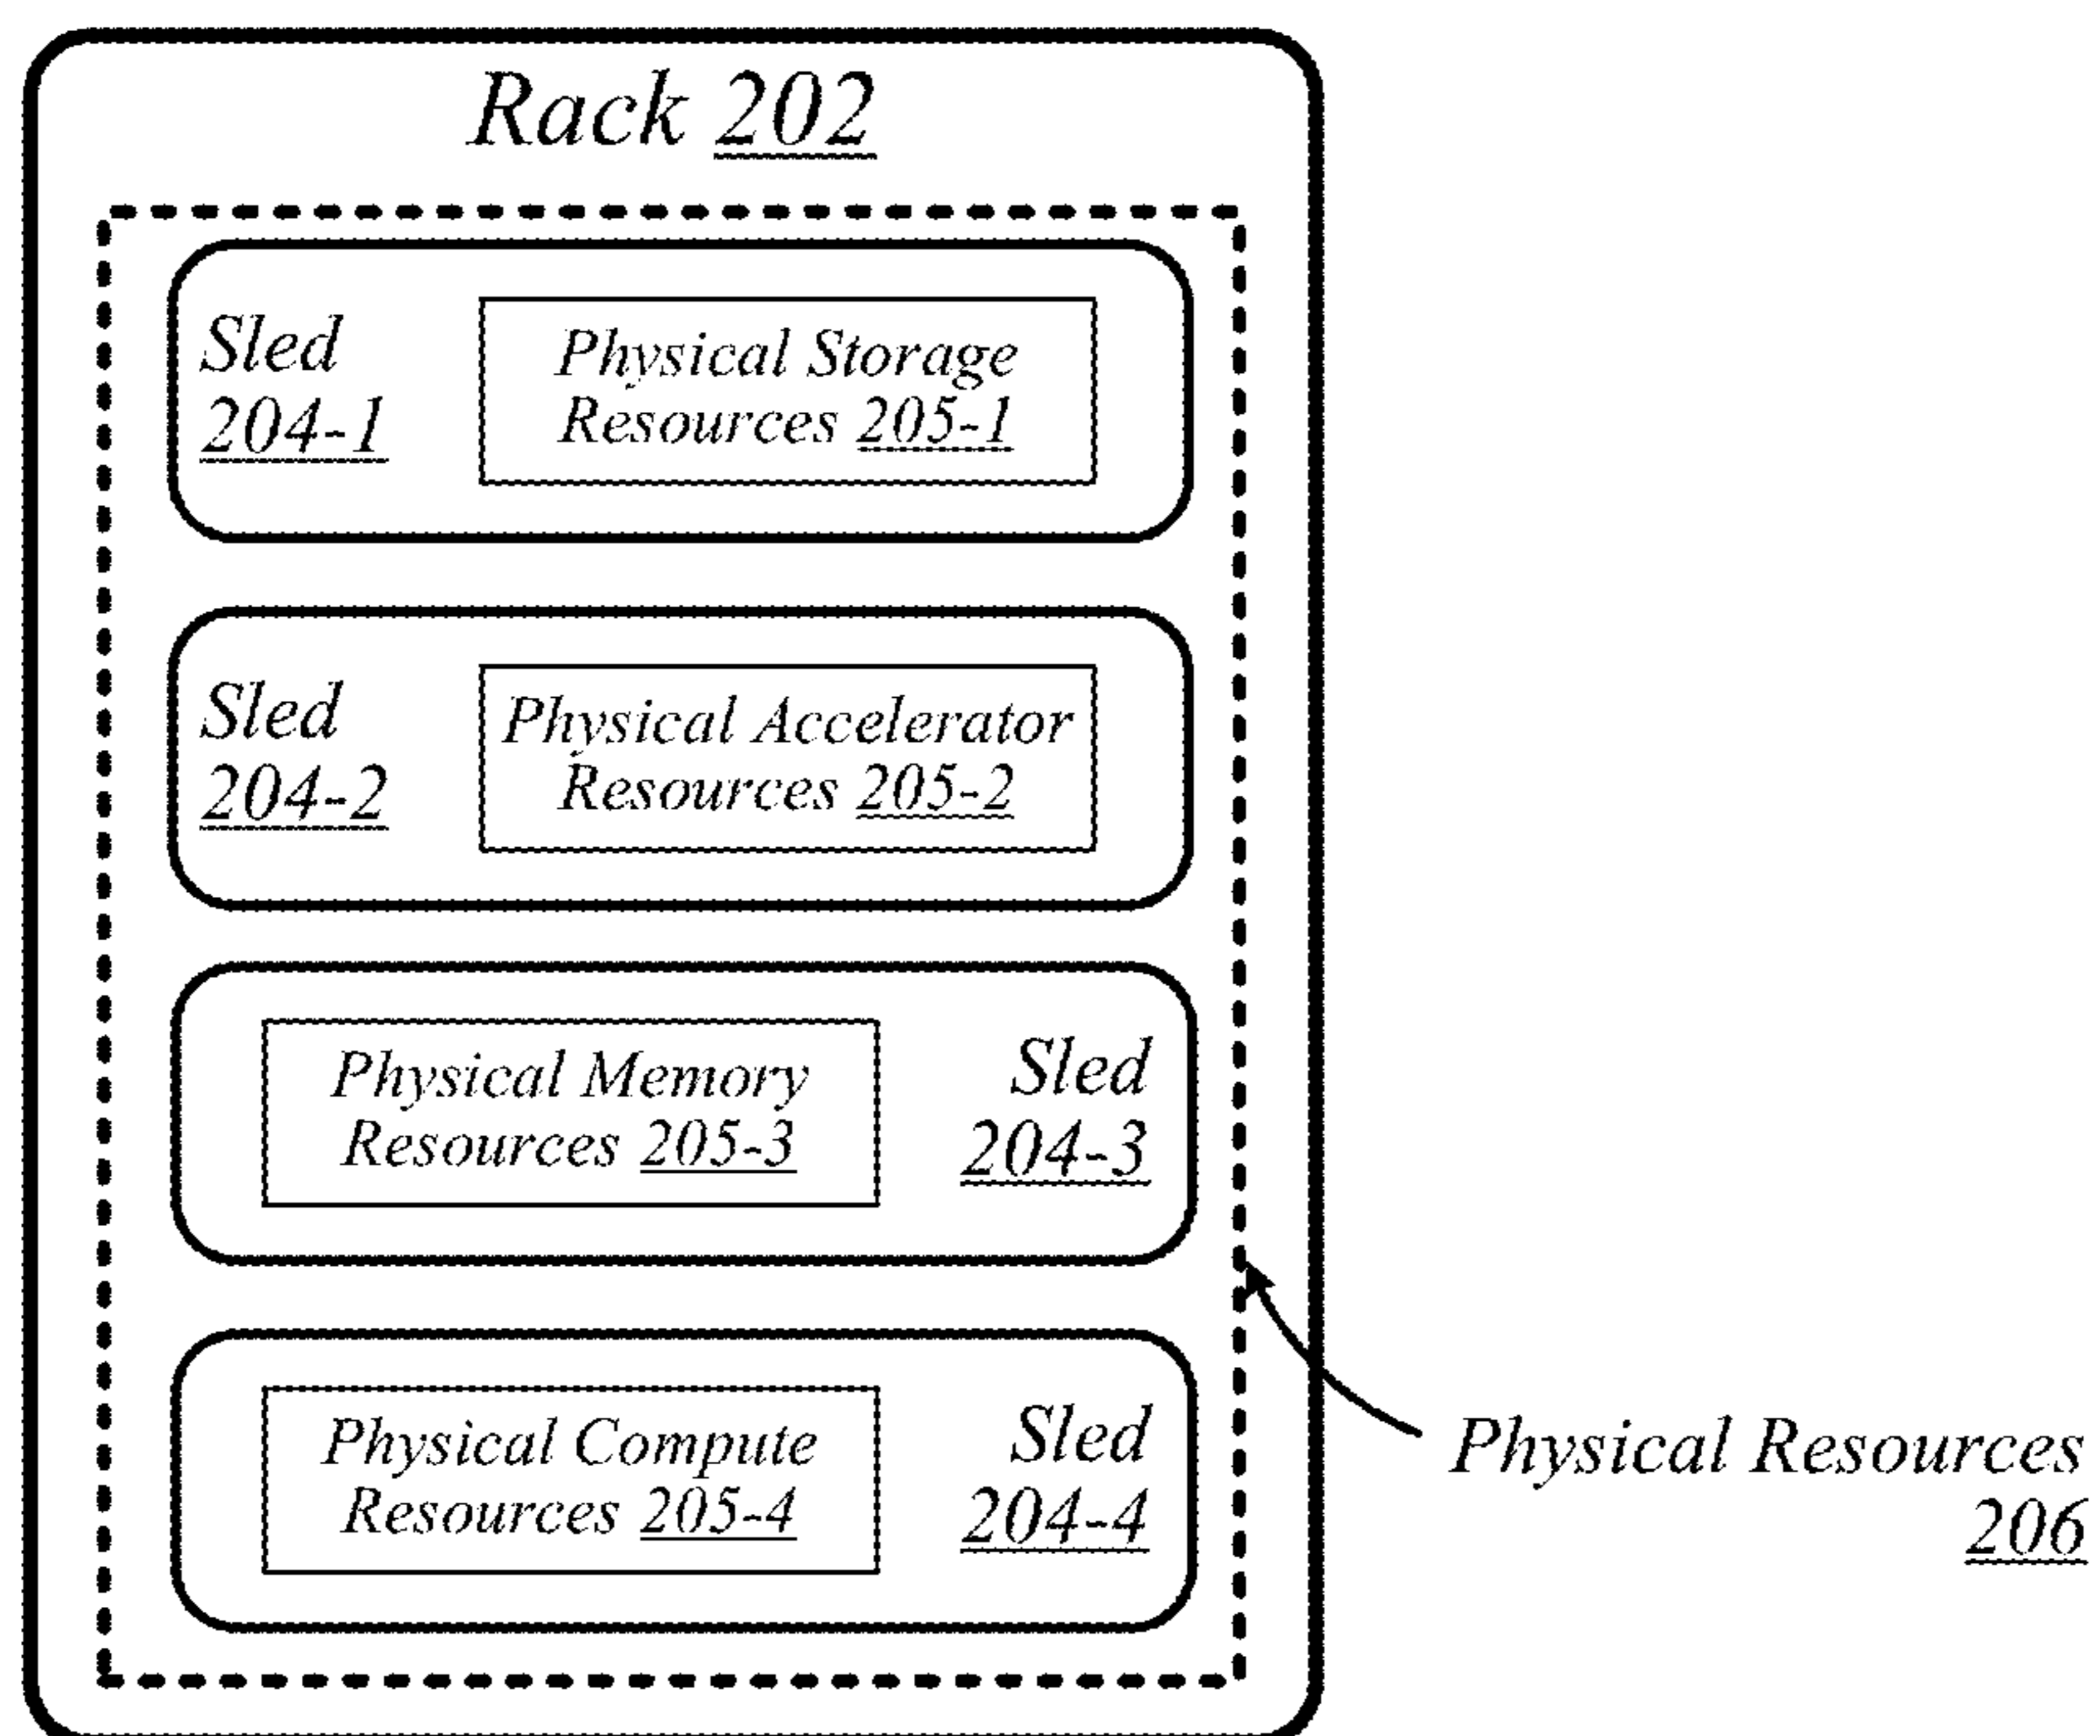 Rack 202
Sled
204-1
Physical Storage
Resources 205-1
Sled
204-2
Physical Accelerator
Resources 205-2
Physical Memory
Resources 205-3
Sled
204-3
Physical Compute
Resources 205-4
Sled
204-4
Physical Resources
206